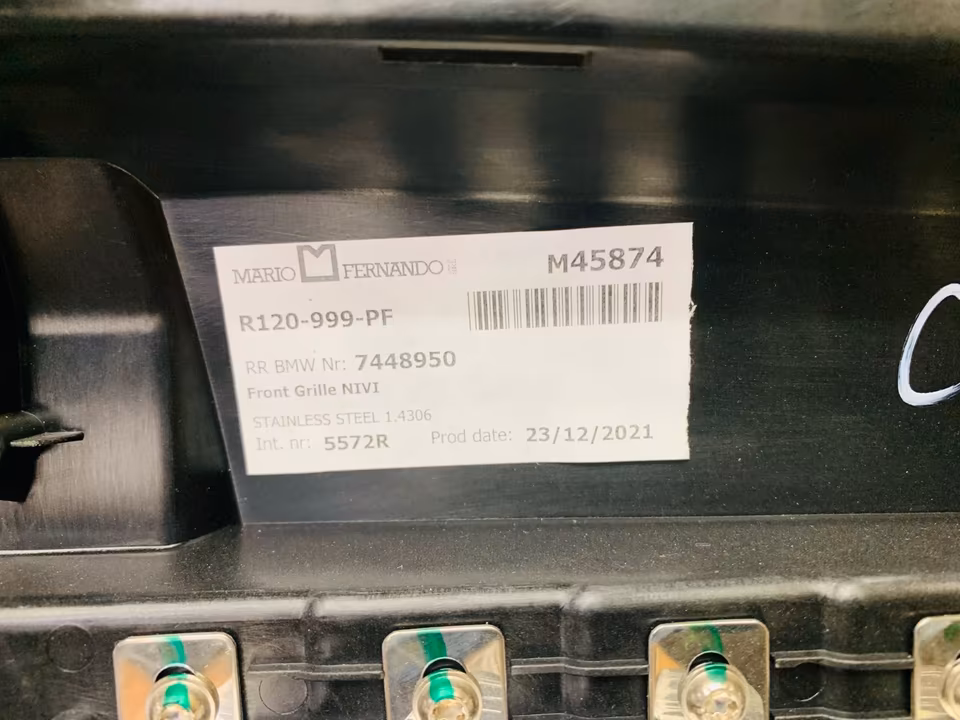 MARIO FERNANDO
M45874
R120-999-PF
RR BMW Nr: 7448950
Front Grille NIVI
STAINLESS STEEL 1.4306
Int. nr: 5572R
Prod date: 23/12/2021